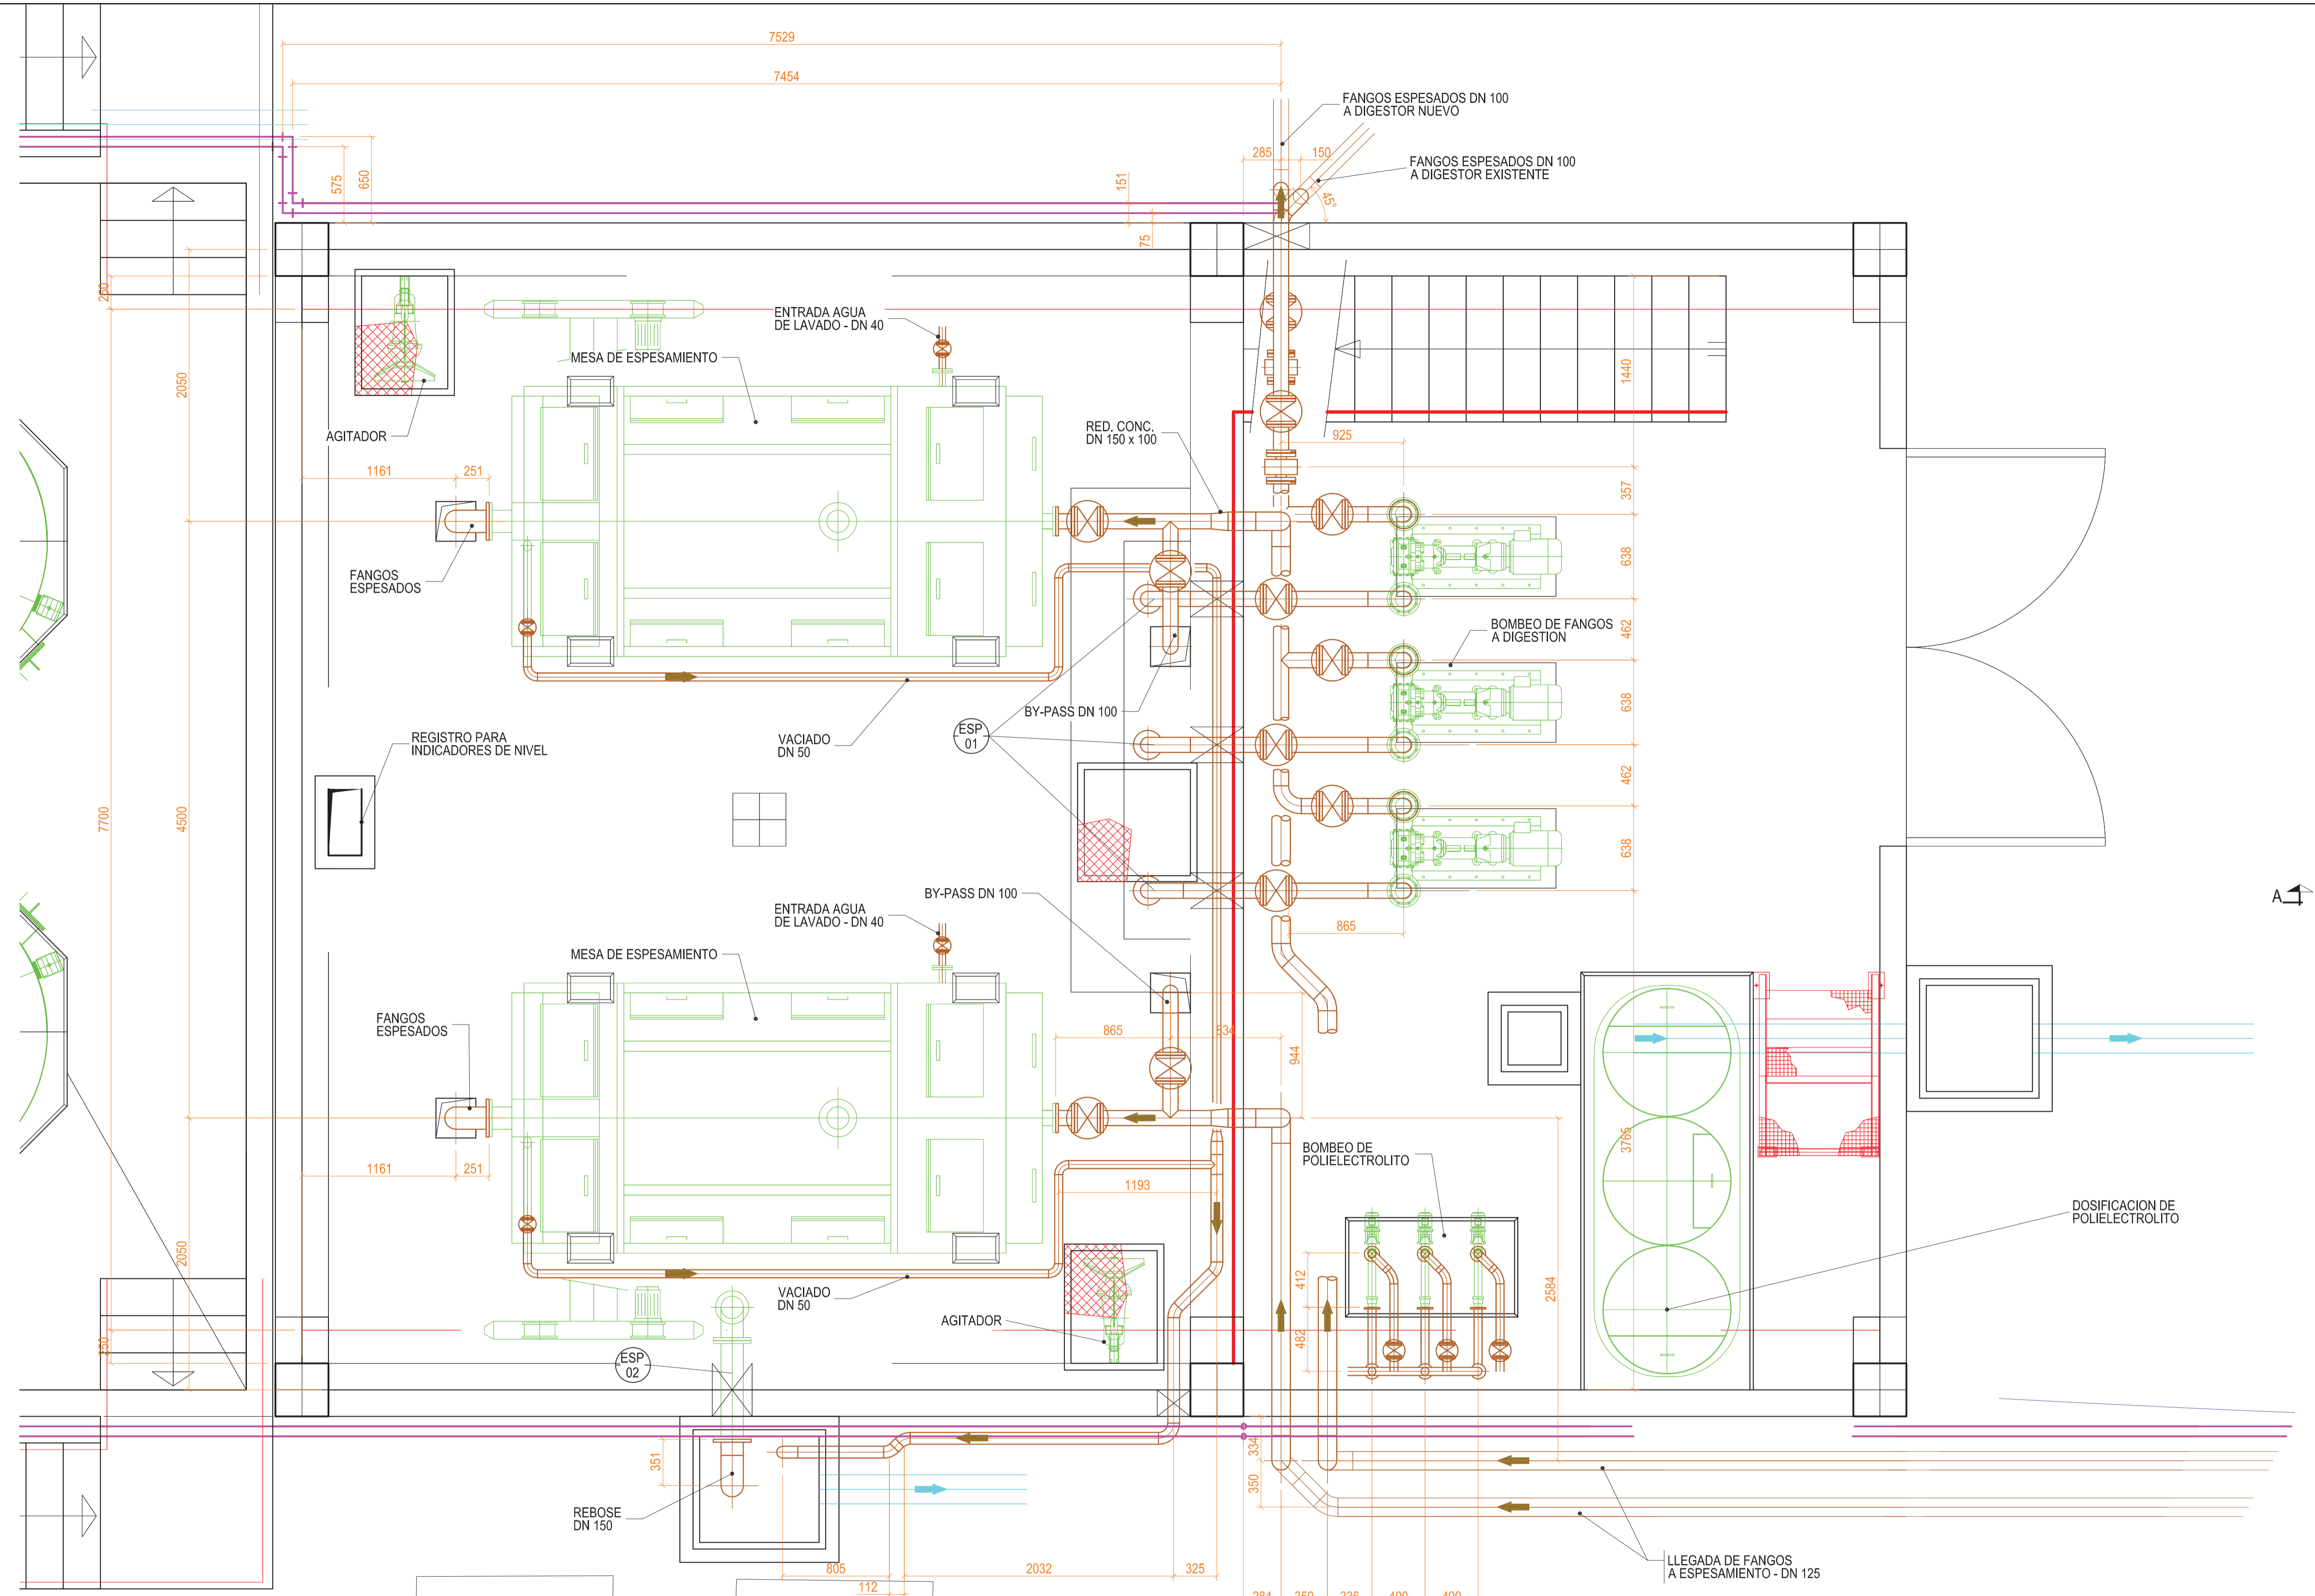 7529
7454
FANGOS ESPESADOS DN 100
A DIGESTOR NUEVO
285
150
FANGOS ESPESADOS DN 100
A DIGESTOR EXISTENTE
45°
575
650
151
75
250
2050
ENTRADA AGUA
DE LAVADO - DN 40
MESA DE ESPESAMIENTO
AGITADOR
1440
RED. CONC.
DN 150 x 100
925
1161
251
357
FANGOS
ESPESADOS
638
462
BOMBEO DE FANGOS
A DIGESTION
BY-PASS DN 100
638
ESP
01
REGISTRO PARA
INDICADORES DE NIVEL
VACIADO
DN 50
462
7700
4500
638
BY-PASS DN 100
A
ENTRADA AGUA
DE LAVADO - DN 40
865
MESA DE ESPESAMIENTO
FANGOS
ESPESADOS
865
834
944
3765
BOMBEO DE
POLIELECTROLITO
1161
251
1193
DOSIFICACION DE
POLIELECTROLITO
2050
412
2584
VACIADO
DN 50
AGITADOR
482
250
ESP
02
351
334
350
REBOSE
DN 150
LLEGADA DE FANGOS
A ESPESAMIENTO - DN 125
805
2032
325
112
284
350
336
400
400